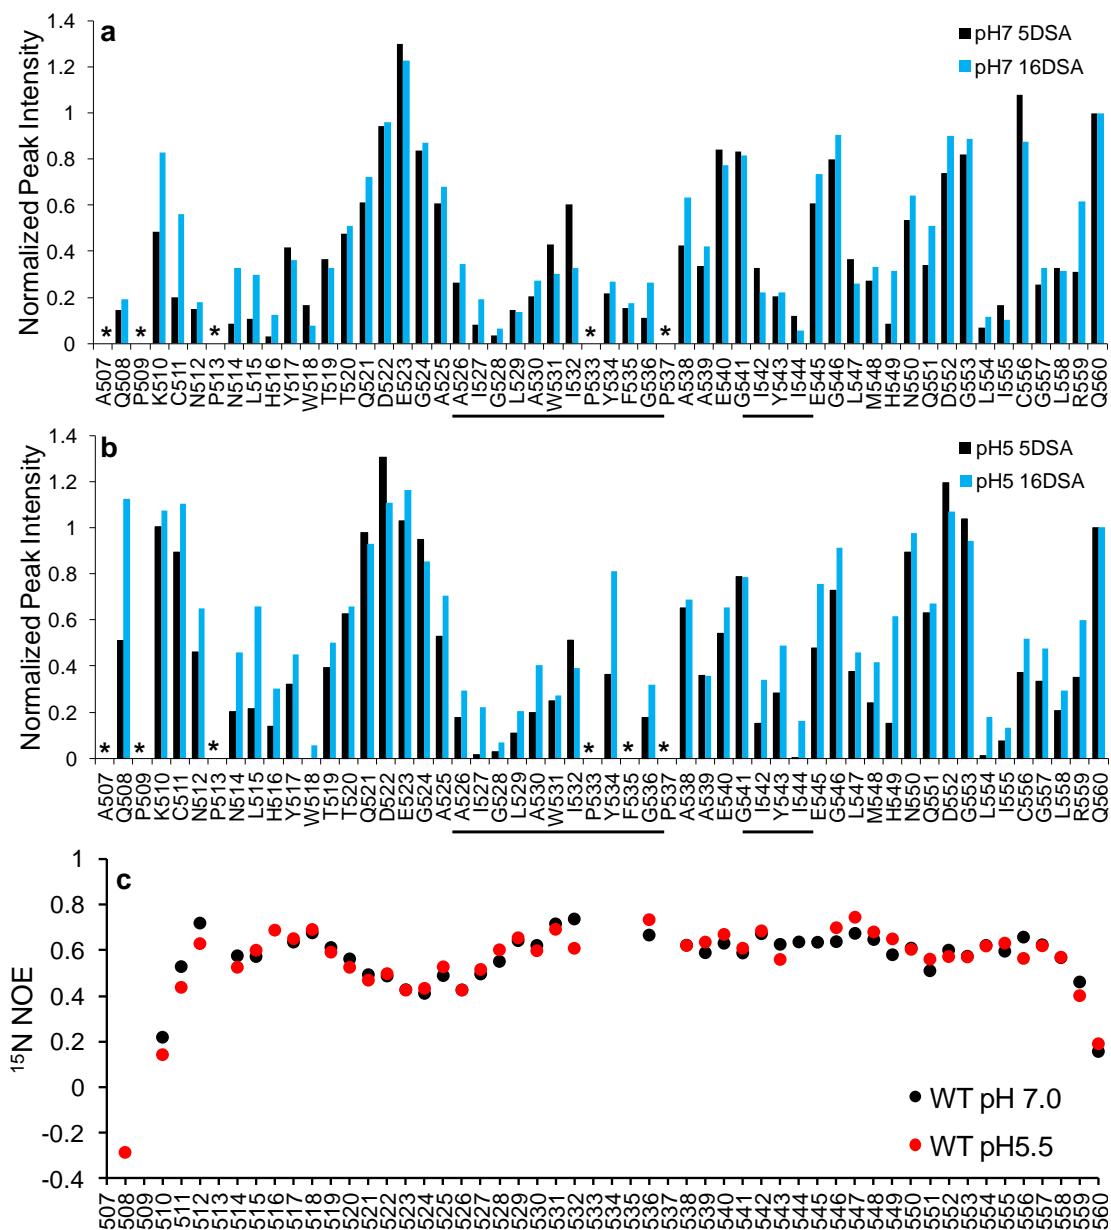 a
Normalized Peak Intensity
1.4
1.2
1
0.8
0.6
0.4
0.2
0
pH7 5DSA
pH7 16DSA
* * * * *
A507 Q508 P509 K510 C511 N512 P513 N514 L515 H516 Y517 W518 T519 T520 Q521 D522 E523 G524 A525 A526 I527 G528 L529 A530 W531 I532 P533 Y534 F535 G536 P537 A538 A539 E540 G541 I542 Y543 I544 E545 G546 L547 M548 H549 N550 Q551 D552 G553 L554 I555 C556 G557 L558 R559 Q560
b
Normalized Peak Intensity
1.4
1.2
1
0.8
0.6
0.4
0.2
0
pH5 5DSA
pH5 16DSA
* * * * * *
A507 Q508 P509 K510 C511 N512 P513 N514 L515 H516 Y517 W518 T519 T520 Q521 D522 E523 G524 A525 A526 I527 G528 L529 A530 W531 I532 P533 Y534 F535 G536 P537 A538 A539 E540 G541 I542 Y543 I544 E545 G546 L547 M548 H549 N550 Q551 D552 G553 L554 I555 C556 G557 L558 R559 Q560
c
15N NOE
1
0.8
0.6
0.4
0.2
0
-0.2
-0.4
WT pH 7.0
WT pH5.5
507 508 509 510 511 512 513 514 515 516 517 518 519 520 521 522 523 524 525 526 527 528 529 530 531 532 533 534 535 536 537 538 539 540 541 542 543 544 545 546 547 548 549 550 551 552 553 554 555 556 557 558 559 560